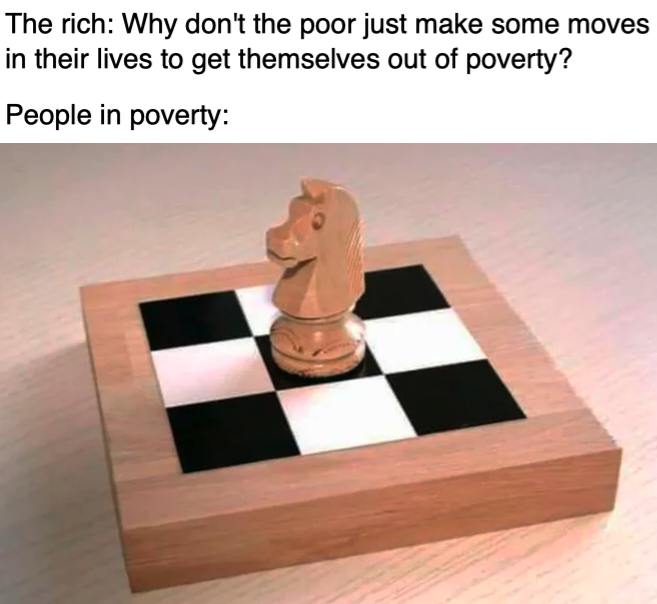 The rich: Why don't the poor just make some moves
in their lives to get themselves out of poverty?
People in poverty: